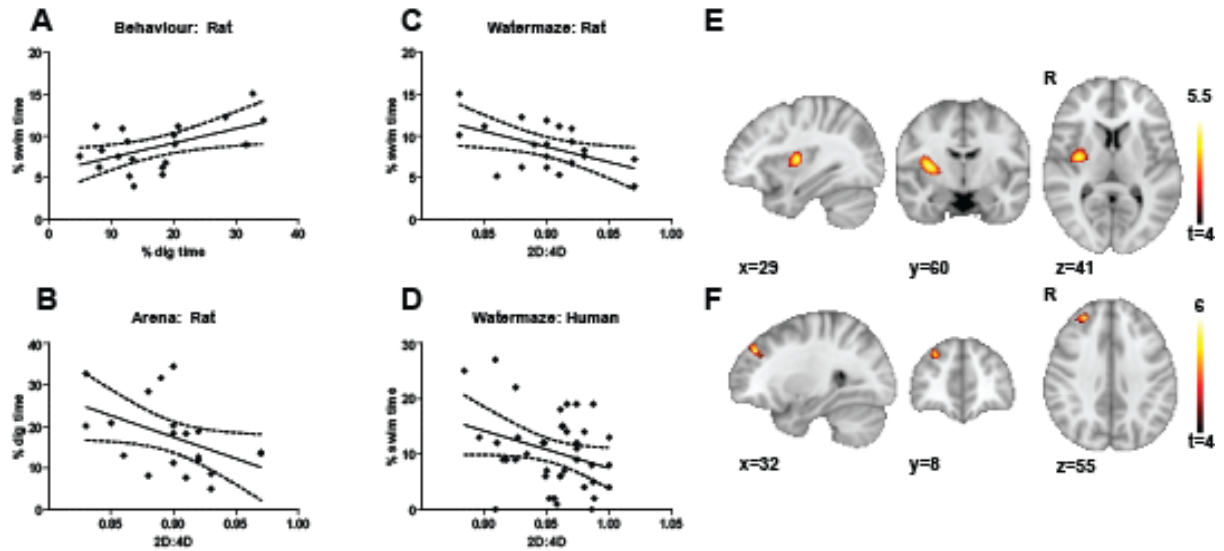 A
Behaviour: Rat
% swim time
20
15
10
5
0
0 10 20 30 40
% dig time
B
Arena: Rat
% dig time
40
30
20
10
0
0.85 0.90 0.95 1.00
2D:4D
C
Watermaze: Rat
% swim time
20
15
10
5
0
0.85 0.90 0.95 1.00
2D:4D
D
Watermaze: Human
% swim time
30
20
10
0
0.90 0.95 1.00 1.05
2D:4D
E
R
5.5
t=4
x=29 y=60 z=41
F
R
6
t=4
x=32 y=8 z=55